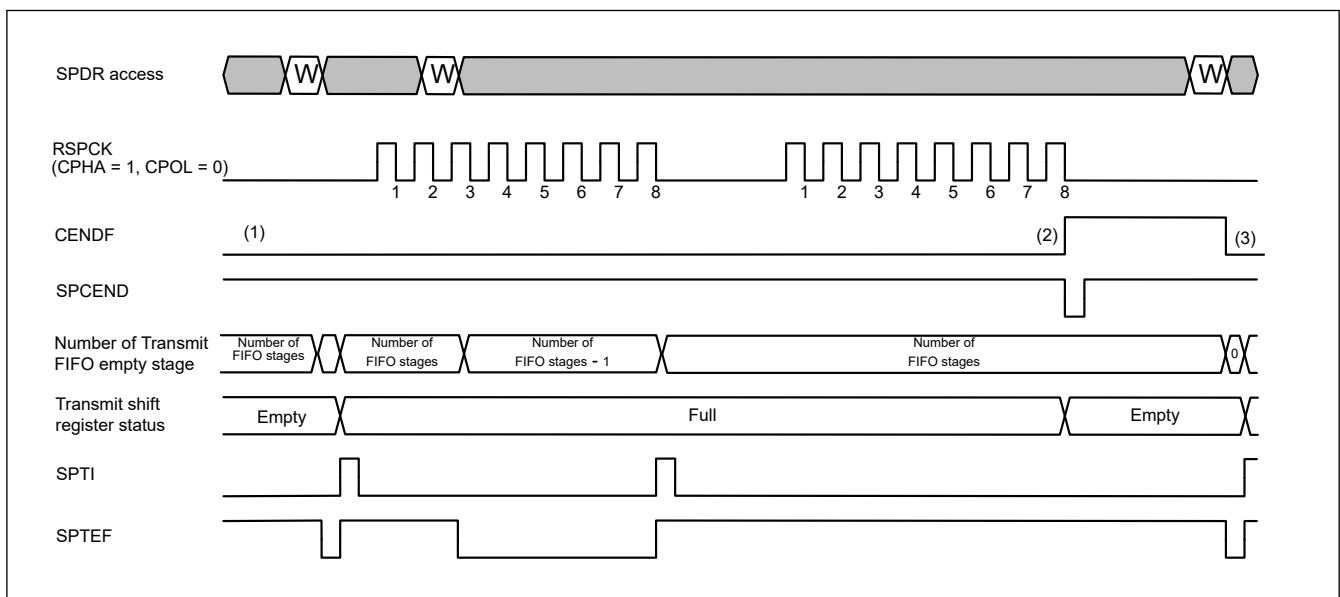 SPDR access
W W W
RSPCK
(CPHA = 1, CPOL = 0)
1 2 3 4 5 6 7 8 1 2 3 4 5 6 7 8
CENDF (1) (2) (3)
SPCEND
Number of Transmit
FIFO empty stage
Number of
FIFO stages
Number of
FIFO stages
Number of
FIFO stages - 1
Number of
FIFO stages
0
Transmit shift
register status
Empty Full Empty
SPTI
SPTEF